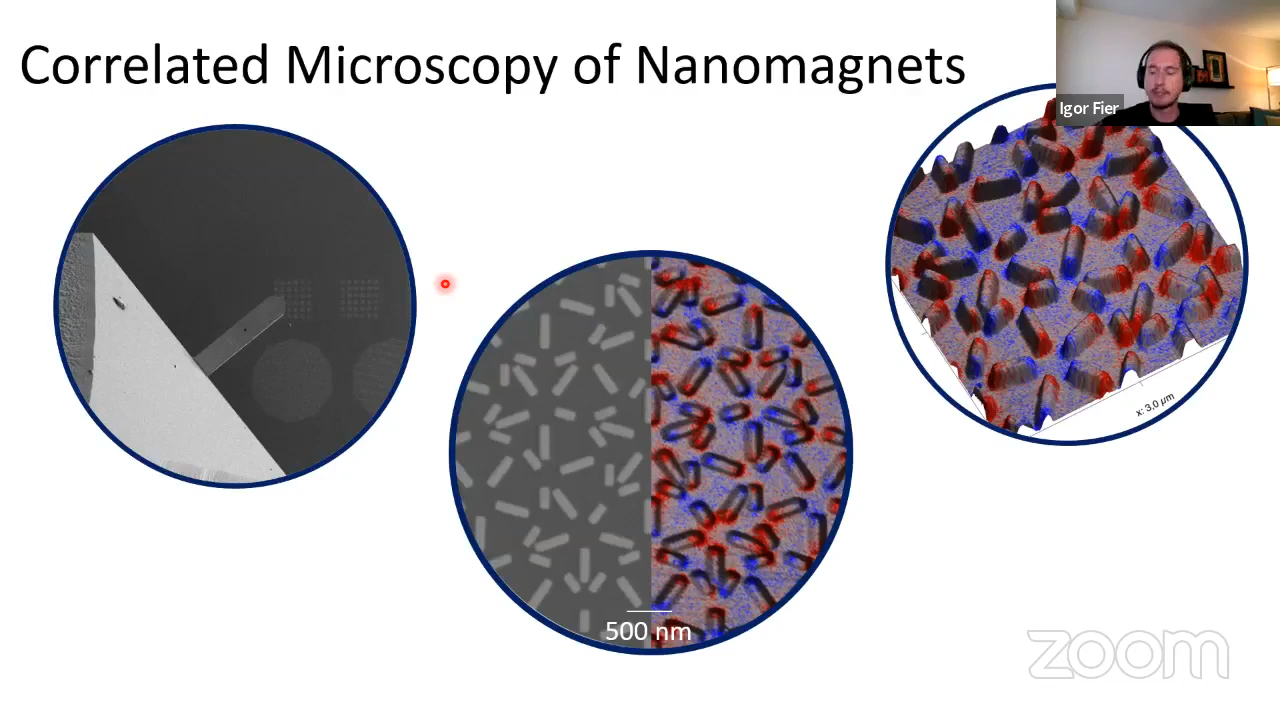 Correlated Microscopy of Nanomagnets
Igor Fier
x: 3.0 µm
500 nm
zoom